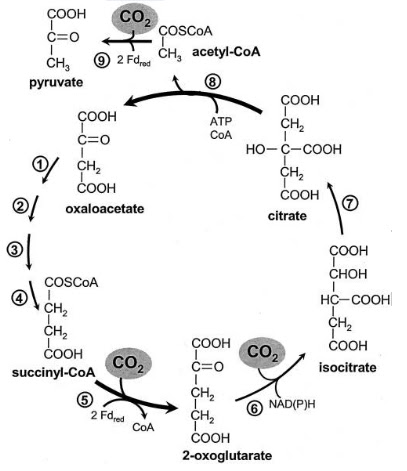 COOH
C=O
CH3
pyruvate
CO2
9
2 Fdred
COSCoA
CH3
acetyl-CoA
8
ATP
CoA
COOH
C=O
CH2
COOH
oxaloacetate
COOH
CH2
HO–C–COOH
CH2
COOH
citrate
1
2
3
4
7
COSCoA
CH2
CH2
COOH
succinyl-CoA
COOH
CHOH
HC–COOH
CH2
COOH
isocitrate
CO2
5
2 Fdred
CoA
COOH
C=O
CH2
CH2
COOH
2-oxoglutarate
CO2
6
NAD(P)H